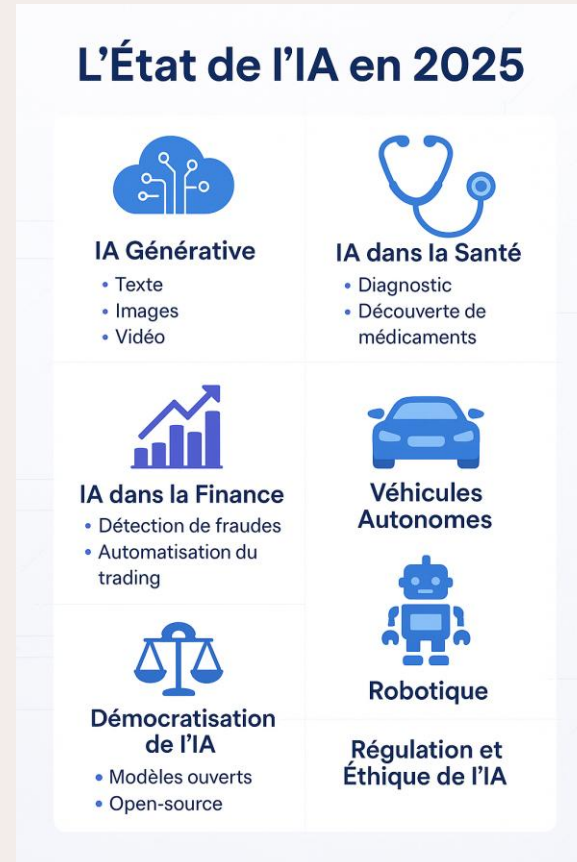 L'État de l'IA en 2025
IA Générative
• Texte
• Images
• Vidéo
IA dans la Santé
• Diagnostic
• Découverte de
médicaments
IA dans la Finance
• Détection de fraudes
• Automatisation du
trading
Véhicules
Autonomes
Robotique
Démocratisation
de l'IA
• Modèles ouverts
• Open-source
Régulation et
Éthique de l'IA